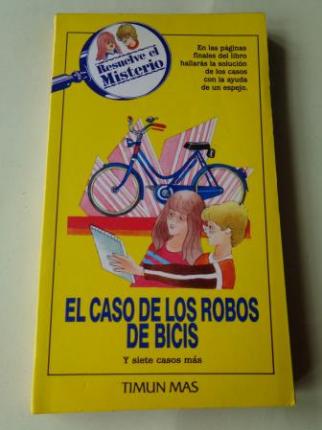 Resuelve el
Misterio
En las páginas
finales del libro
hallarás la solución
de los casos
con la ayuda
de un espejo.
EL CASO DE LOS ROBOS
DE BICIS
Y siete casos más
TIMUN MAS